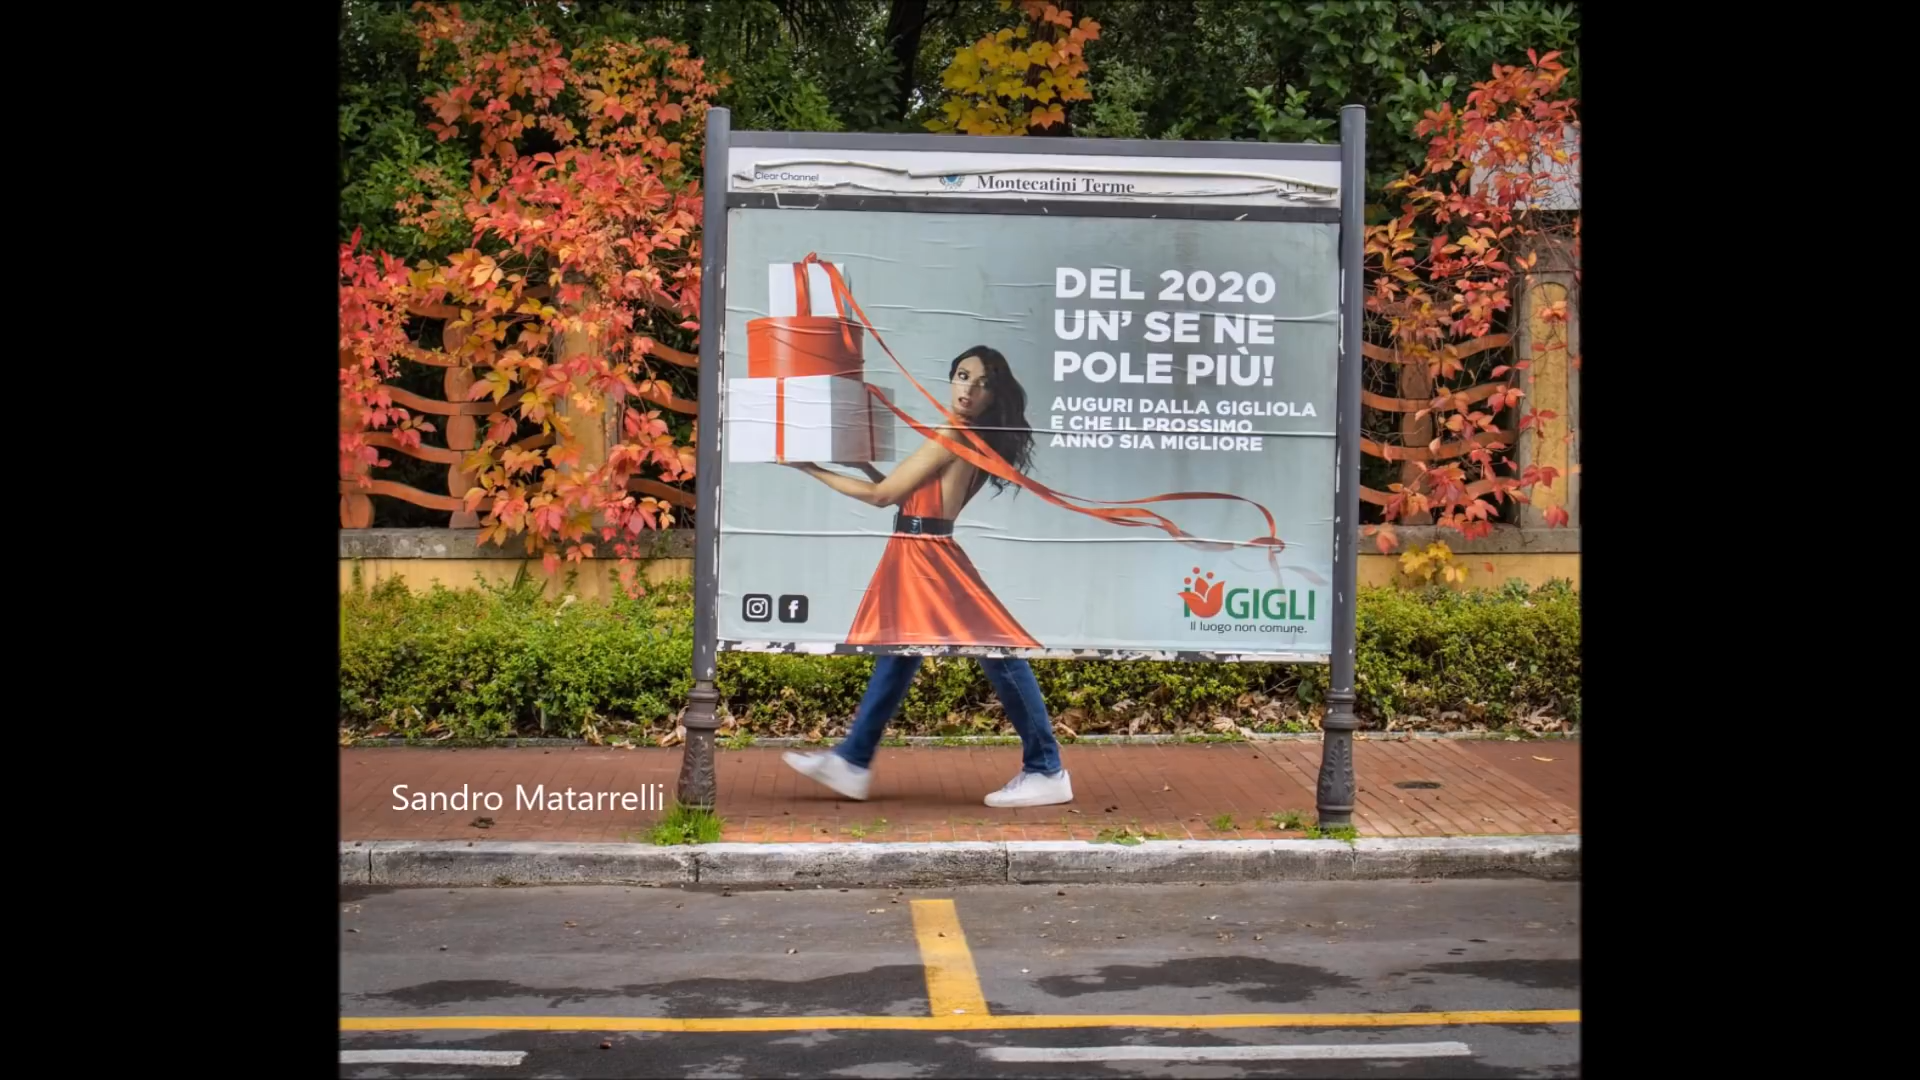 Clear Channel
Montecatini Terme
DEL 2020
UN' SE NE
POLE PIÙ!
AUGURI DALLA GIGLIOLA
E CHE IL PROSSIMO
ANNO SIA MIGLIORE
I GIGLI
Il luogo non comune.
Sandro Matarrelli